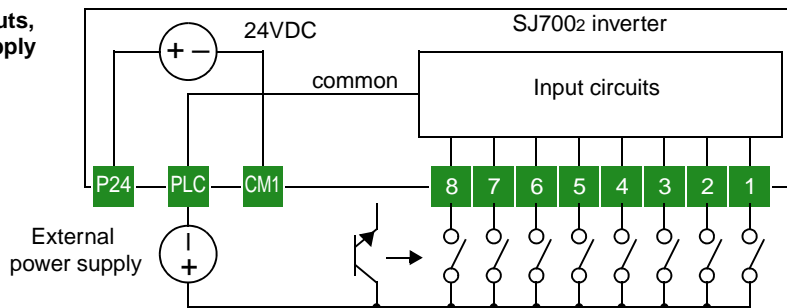 uts,
pply
24VDC
SJ7002 inverter
+ −
common
Input circuits
P24 PLC CM1 8 7 6 5 4 3 2 1
External
power supply
−
+